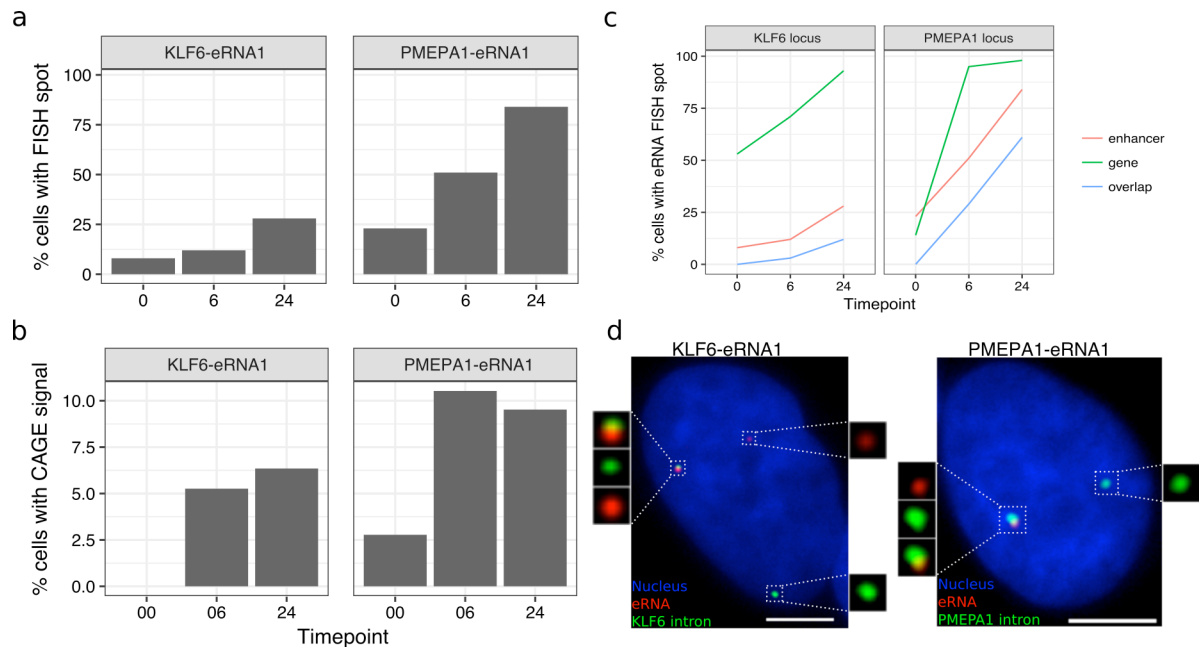 a
KLF6-eRNA1
PMEPA1-eRNA1
% cells with FISH spot
100
75
50
25
0
0
6
24
0
6
24
b
KLF6-eRNA1
PMEPA1-eRNA1
% cells with CAGE signal
10.0
7.5
5.0
2.5
0.0
00
06
24
00
06
24
Timepoint
c
KLF6 locus
PMEPA1 locus
% cells with eRNA FISH spot
100
75
50
25
0
0
6
24
0
6
24
Timepoint
enhancer
gene
overlap
d
KLF6-eRNA1
Nucleus
eRNA
KLF6 intron
PMEPA1-eRNA1
Nucleus
eRNA
PMEPA1 intron